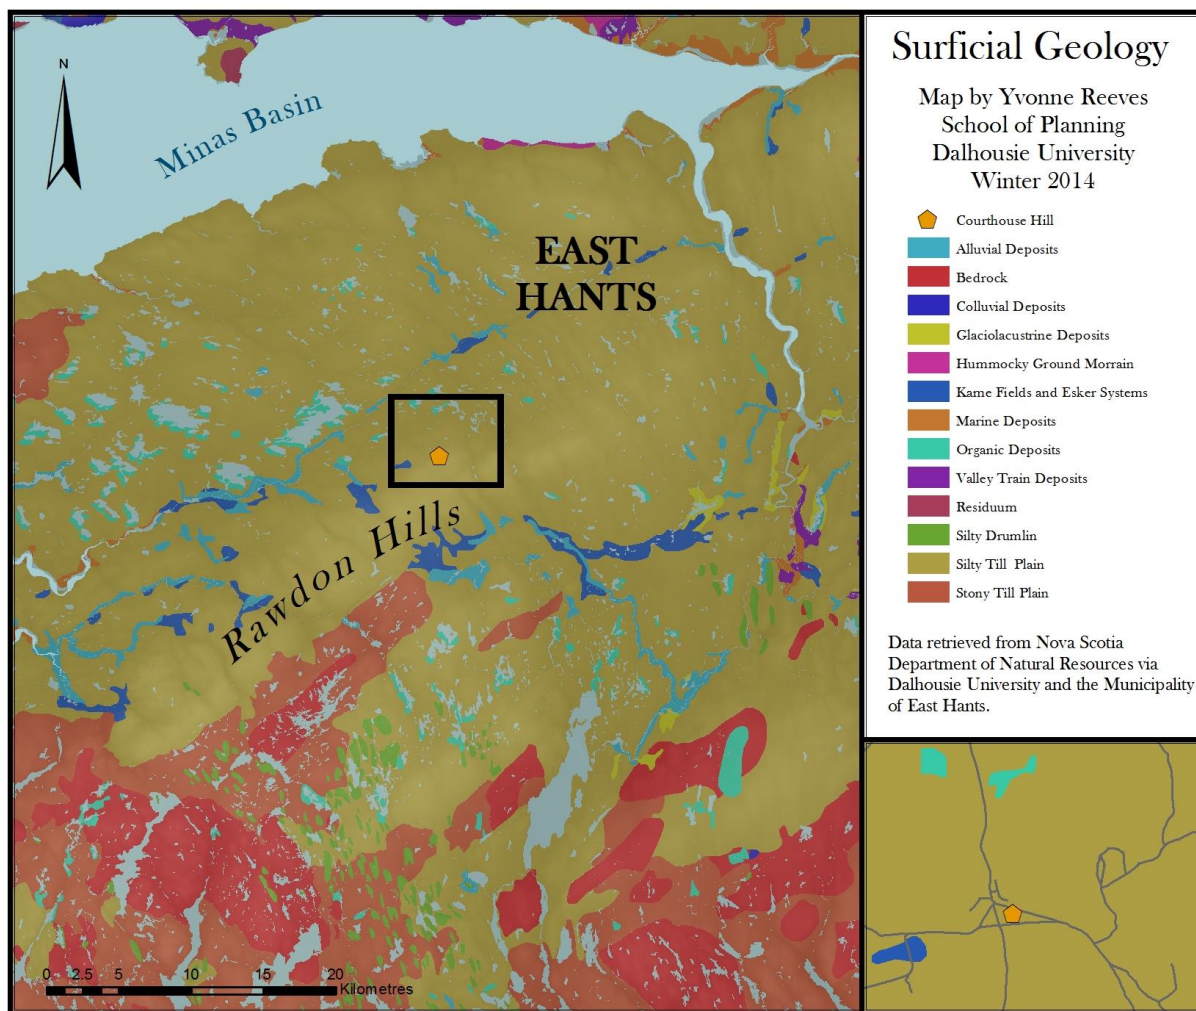 Surficial Geology
Map by Yvonne Reeves
School of Planning
Dalhousie University
Winter 2014
Courthouse Hill
Alluvial Deposits
Bedrock
Colluvial Deposits
Glaciolacustrine Deposits
Hummocky Ground Morrain
Kame Fields and Esker Systems
Marine Deposits
Organic Deposits
Valley Train Deposits
Residuum
Silty Drumlin
Silty Till Plain
Stony Till Plain
Data retrieved from Nova Scotia
Department of Natural Resources via
Dalhousie University and the Municipality
of East Hants.
N
Minas Basin
EAST
HANTS
Rawdon Hills
0 2.5 5 10 15 20
Kilometres